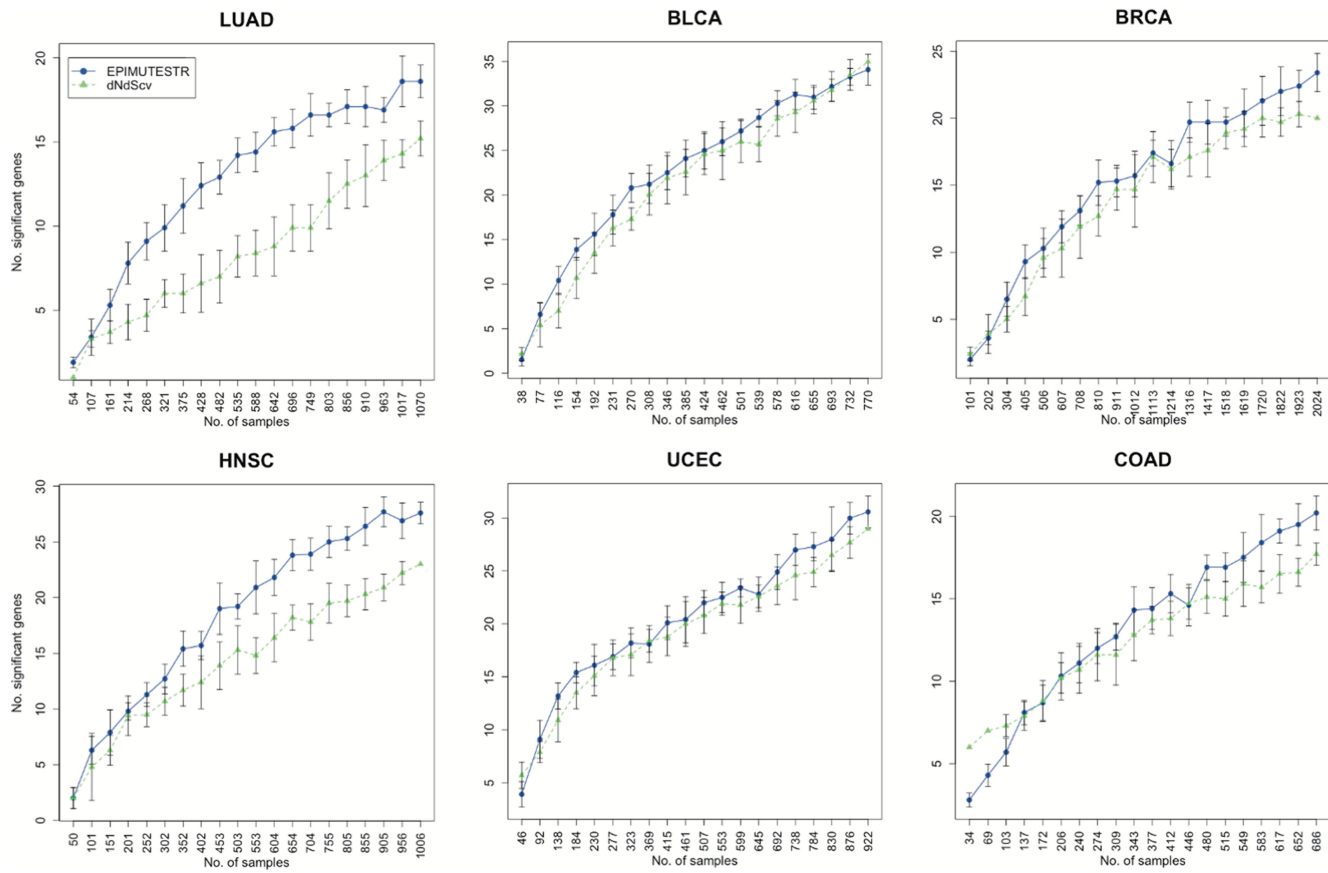 LUAD
BLCA
BRCA
EPIMUTESTR
dNdScv
No. significant genes
20
15
10
5
54 107 161 214 268 321 375 428 482 535 588 642 696 749 803 856 910 963 1017 1070
No. of samples
35
30
25
20
15
10
5
0
38 77 116 154 192 231 270 308 346 385 424 462 501 539 578 616 655 693 732 770
No. of samples
25
20
15
10
5
101 202 304 405 506 607 708 810 911 1012 1113 1214 1316 1417 1518 1619 1720 1822 1923 2024
No. of samples
HNSC
UCEC
COAD
No. significant genes
30
25
20
15
10
5
0
50 101 151 201 252 302 352 402 453 503 553 604 654 704 755 805 855 905 956 1006
No. of samples
30
25
20
15
10
5
46 92 138 184 230 277 323 369 415 461 507 553 599 645 692 738 784 830 876 922
No. of samples
20
15
10
5
34 69 103 137 172 206 240 274 309 343 377 412 446 480 515 549 583 617 652 686
No. of samples